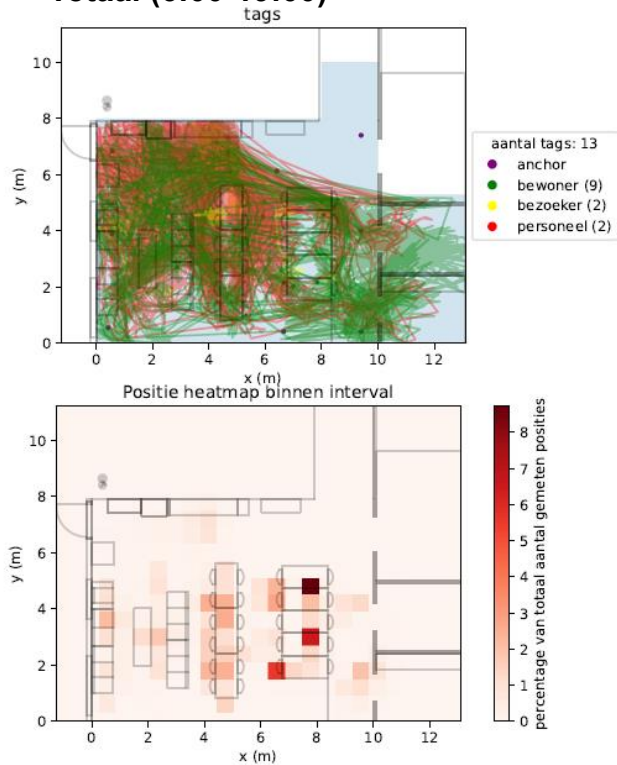 tags
10
8
6
4
2
0
y (m)
0 2 4 6 8 10 12
x (m)
aantal tags: 13
anchor
bewoner (9)
bezoeker (2)
personeel (2)
Positie heatmap binnen interval
10
8
6
4
2
0
y (m)
0 2 4 6 8 10 12
x (m)
8
7
6
5
4
3
2
1
0
percentage van totaal aantal gemeten posities